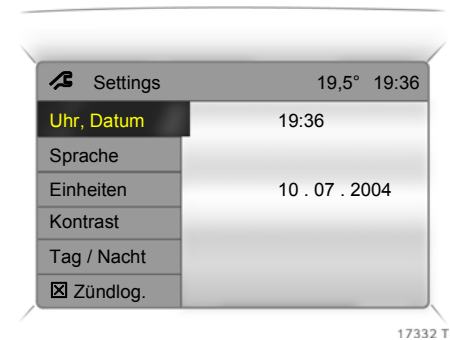 Settings 19,5° 19:36
Uhr, Datum 19:36
Sprache
Einheiten 10 . 07 . 2004
Kontrast
Tag / Nacht
Zündlog.
17332 T